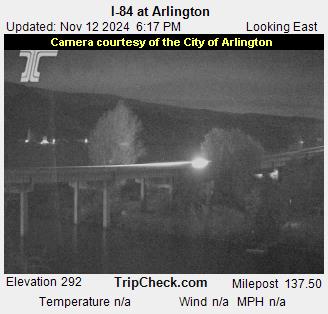 I-84 at Arlington
Updated: Nov 12 2024 6:17 PM Looking East
Camera courtesy of the City of Arlington
Elevation 292 TripCheck.com Milepost 137.50
Temperature n/a Wind n/a MPH n/a